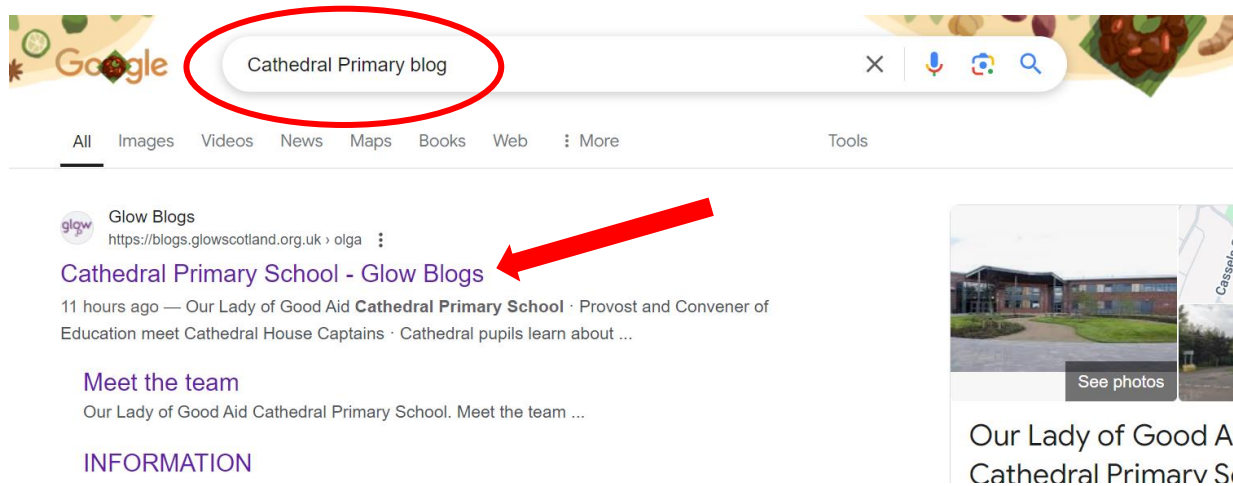 Google
Cathedral Primary blog
All Images Videos News Maps Books Web More Tools
glow
Glow Blogs
https://blogs.glowscotland.org.uk › olga
Cathedral Primary School - Glow Blogs
11 hours ago — Our Lady of Good Aid Cathedral Primary School · Provost and Convener of
Education meet Cathedral House Captains · Cathedral pupils learn about ...
Meet the team
Our Lady of Good Aid Cathedral Primary School. Meet the team ...
INFORMATION
See photos
Our Lady of Good A
Cathedral Primary S